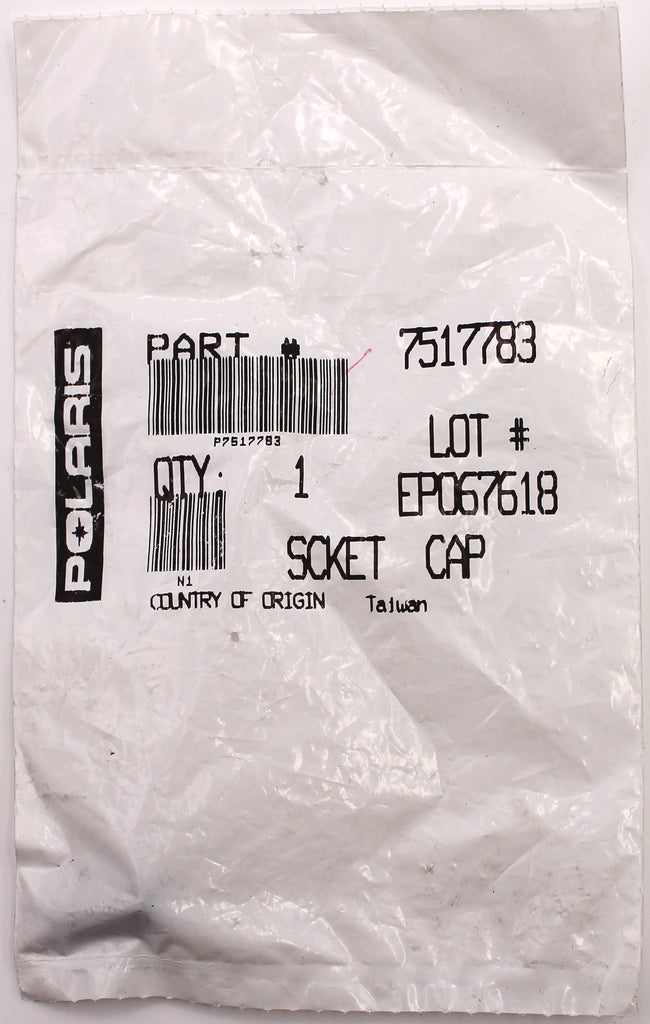 POLARIS
PART # 7517783
P7517783
LOT #
QTY. 1 EP067618
SCKET CAP
N1
COUNTRY OF ORIGIN Taiwan